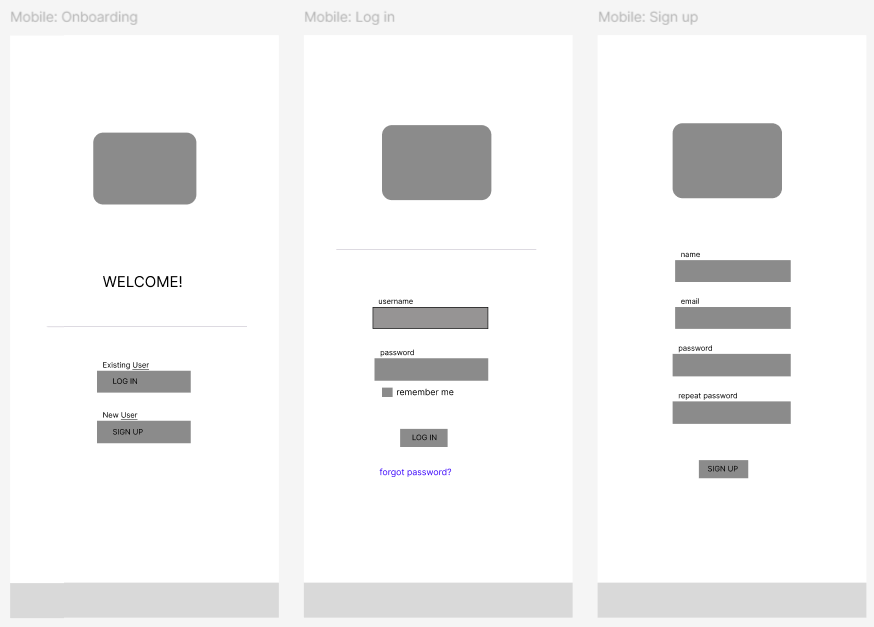 Mobile: Onboarding
WELCOME!
Existing User
LOG IN
New User
SIGN UP
Mobile: Log in
username
password
remember me
LOG IN
forgot password?
Mobile: Sign up
name
email
password
repeat password
SIGN UP